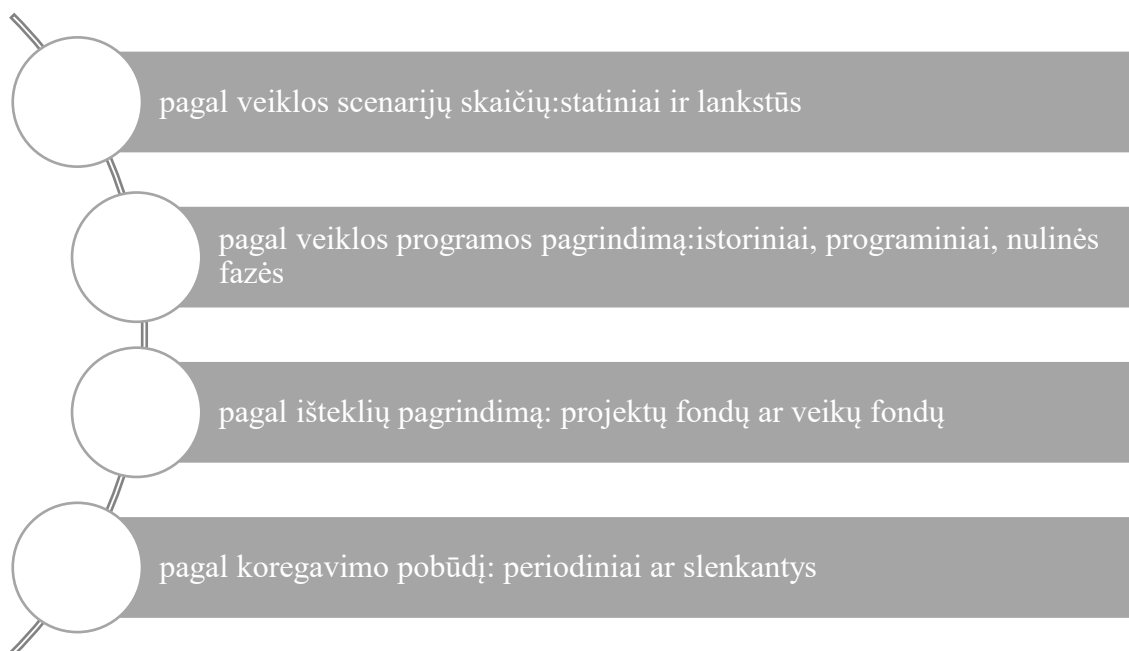 pagal veiklos scenarijų skaičių:statiniai ir lankstūs
pagal veiklos programos pagrindimą:istoriniai, programiniai, nulinės
fazės
pagal išteklių pagrindimą: projektų fondų ar veikų fondų
pagal koregavimo pobūdį: periodiniai ar slenkantys